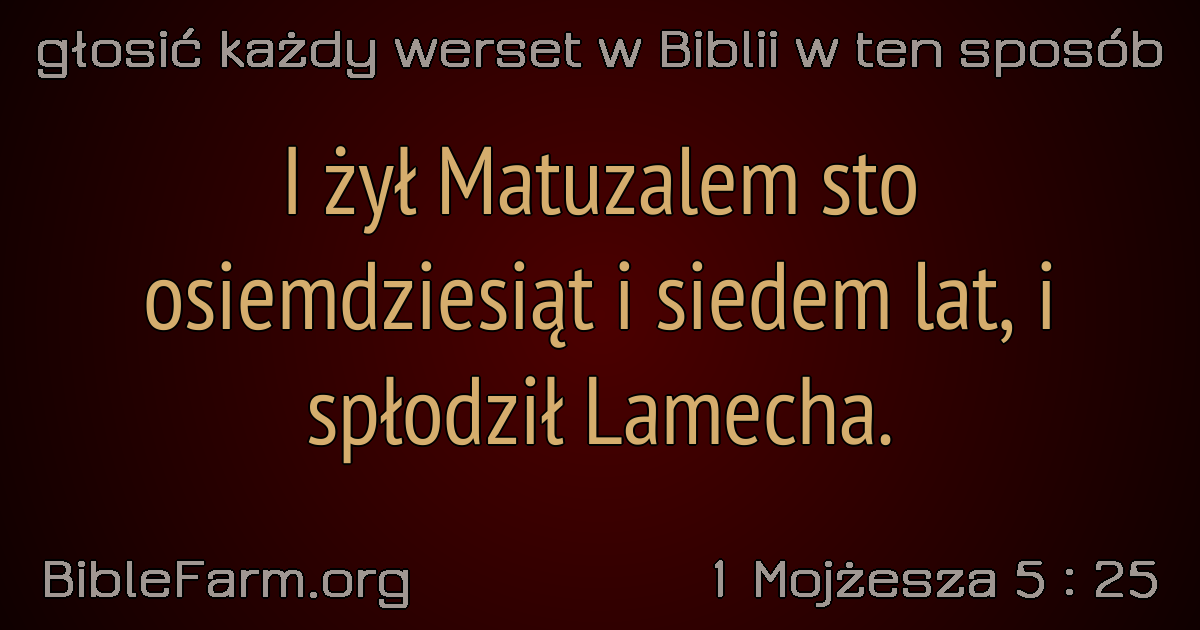 głosić każdy werset w Biblii w ten sposób
I żył Matuzalem sto
osiemdziesiąt i siedem lat, i
spłodził Lamecha.
BibleFarm.org
1 Mojżesza 5 : 25